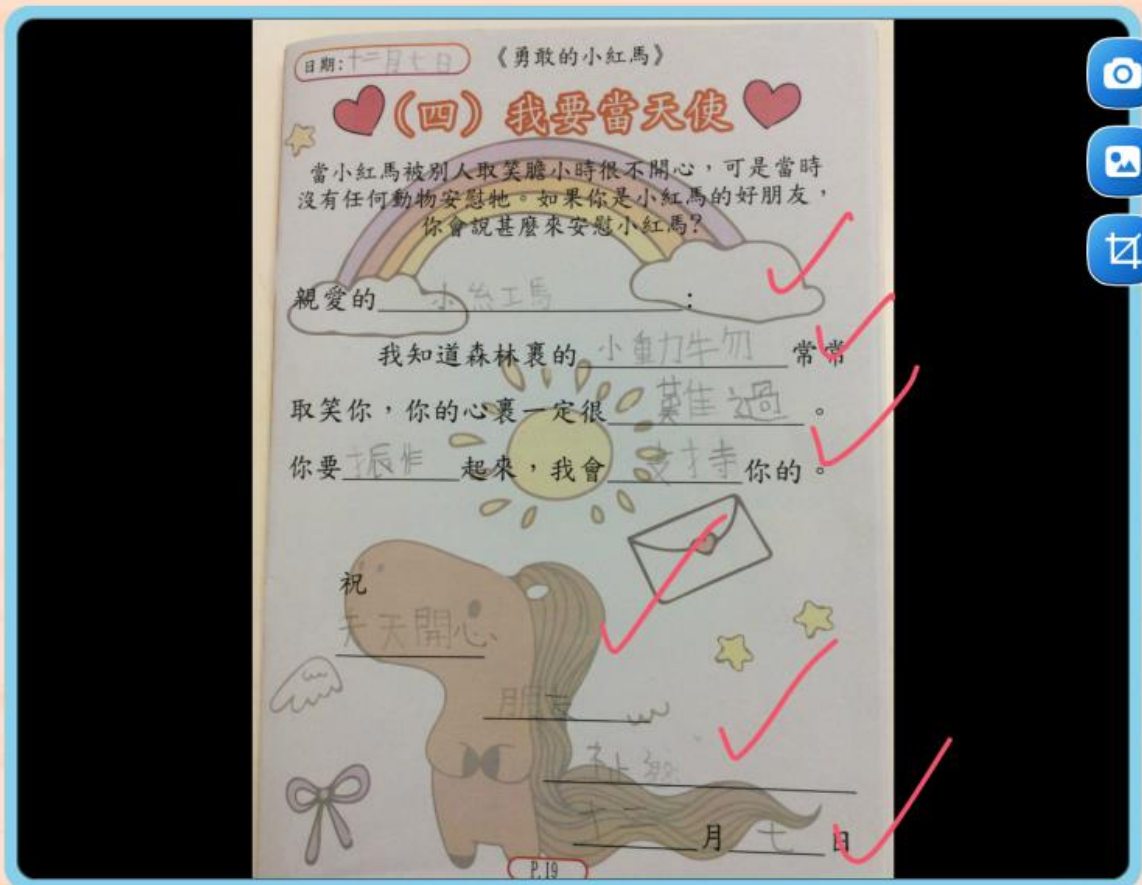 日期：十二月七日 《勇敢的小紅馬》
（四）我要當天使
當小紅馬被別人取笑膽小時很不開心，可是當時
沒有任何動物安慰牠。如果你是小紅馬的好朋友，
你會說甚麼來安慰小紅馬？
親愛的小紅馬：
我知道森林裏的小動物常常
取笑你，你的心裏一定很難過。
你要振作起來，我會支持你的。
祝
天天開心
朋友
十二月七日
P.19